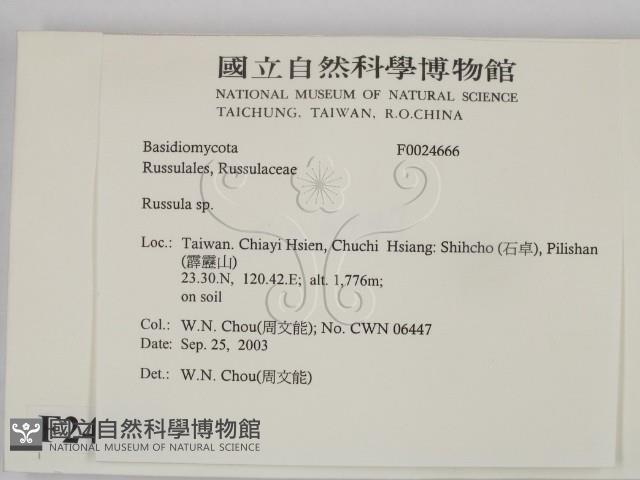 國立自然科學博物館
NATIONAL MUSEUM OF NATURAL SCIENCE
TAICHUNG, TAIWAN, R.O.CHINA
Basidiomycota F0024666
Russulales, Russulaceae
Russula sp.
Loc.: Taiwan. Chiayi Hsien, Chuchi Hsiang: Shihcho (石卓), Pilishan
(霹靂山)
23.30.N, 120.42.E; alt. 1,776m;
on soil
Col.: W.N. Chou(周文能); No. CWN 06447
Date: Sep. 25, 2003
Det.: W.N. Chou(周文能)
F24
國立自然科學博物館
NATIONAL MUSEUM OF NATURAL SCIENCE